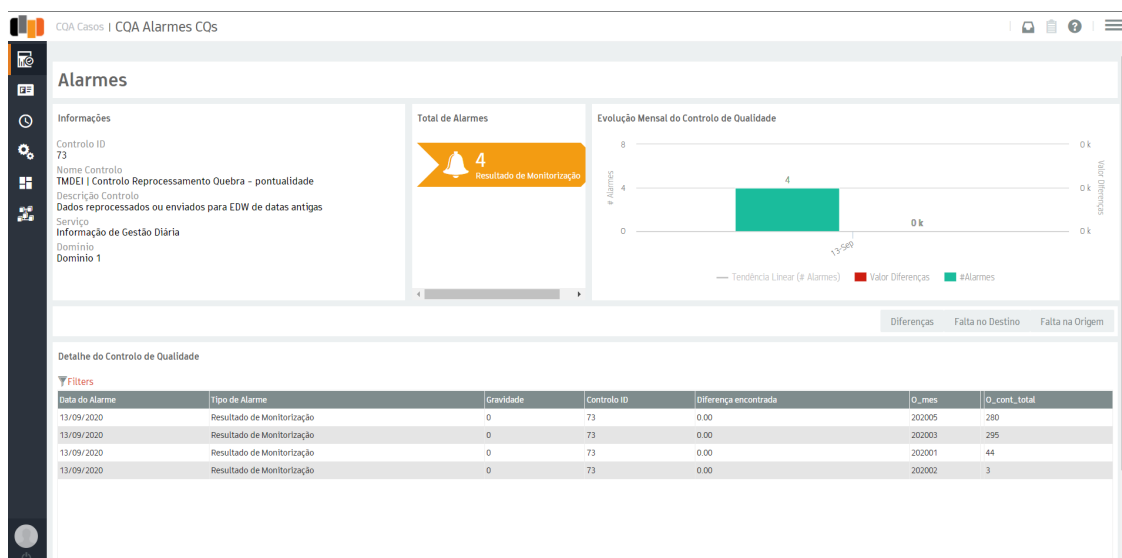 CQA Casos | CQA Alarmes CQs
Alarmes
Informações
Controlo ID
73
Nome Controlo
TMDEI | Controlo Reprocessamento Quebra - pontualidade
Descrição Controlo
Dados reprocessados ou enviados para EDW de datas antigas
Serviço
Informação de Gestão Diária
Domínio
Dominio 1
Total de Alarmes
4
Resultado de Monitorização
Evolução Mensal do Controlo de Qualidade
8
4
0
# Alarmes
4
0 k
0 k
0 k
0 k
Valor Diferenças
13-Sep
Tendência Linear (# Alarmes) Valor Diferenças #Alarmes
Diferenças Falta no Destino Falta na Origem
Detalhe do Controlo de Qualidade
Filters
Data do Alarme Tipo de Alarme Gravidade Controlo ID Diferença encontrada O_mes O_cont_total
13/09/2020 Resultado de Monitorização 0 73 0.00 202005 280
13/09/2020 Resultado de Monitorização 0 73 0.00 202003 295
13/09/2020 Resultado de Monitorização 0 73 0.00 202001 44
13/09/2020 Resultado de Monitorização 0 73 0.00 202002 3